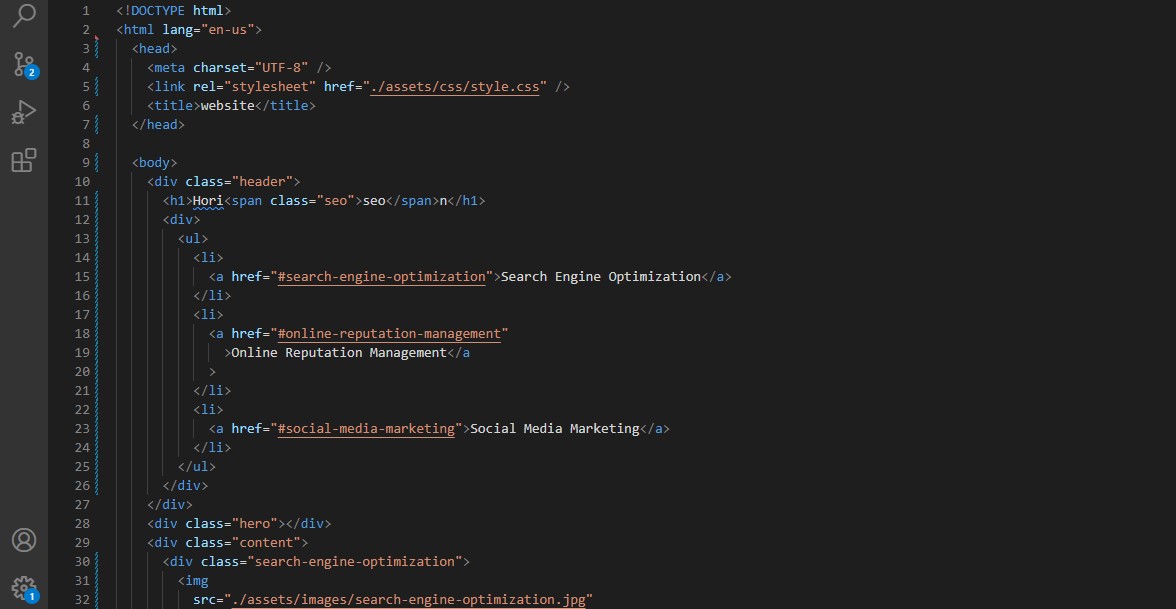 1 <!DOCTYPE html>
2 <html lang="en-us">
3 <head>
4 <meta charset="UTF-8" />
5 <link rel="stylesheet" href="./assets/css/style.css" />
6 <title>website</title>
7 </head>
8
9 <body>
10 <div class="header">
11 <h1>Hori<span class="seo">seo</span>n</h1>
12 <div>
13 <ul>
14 <li>
15 <a href="#search-engine-optimization">Search Engine Optimization</a>
16 </li>
17 <li>
18 <a href="#online-reputation-management"
19 >Online Reputation Management</a
20 >
21 </li>
22 <li>
23 <a href="#social-media-marketing">Social Media Marketing</a>
24 </li>
25 </ul>
26 </div>
27 </div>
28 <div class="hero"></div>
29 <div class="content">
30 <div class="search-engine-optimization">
31 <img
32 src="./assets/images/search-engine-optimization.jpg"
2
1